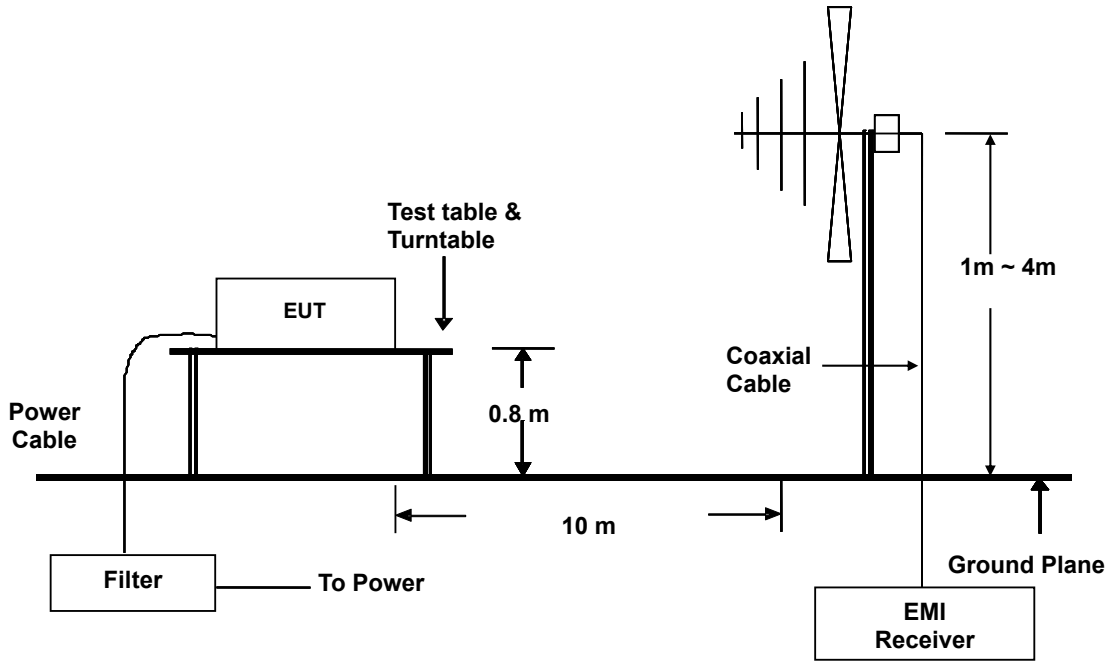 Test table &
Turntable
EUT
1m ~ 4m
Coaxial
Cable
0.8 m
Power
Cable
10 m
Ground Plane
Filter
To Power
EMI
Receiver